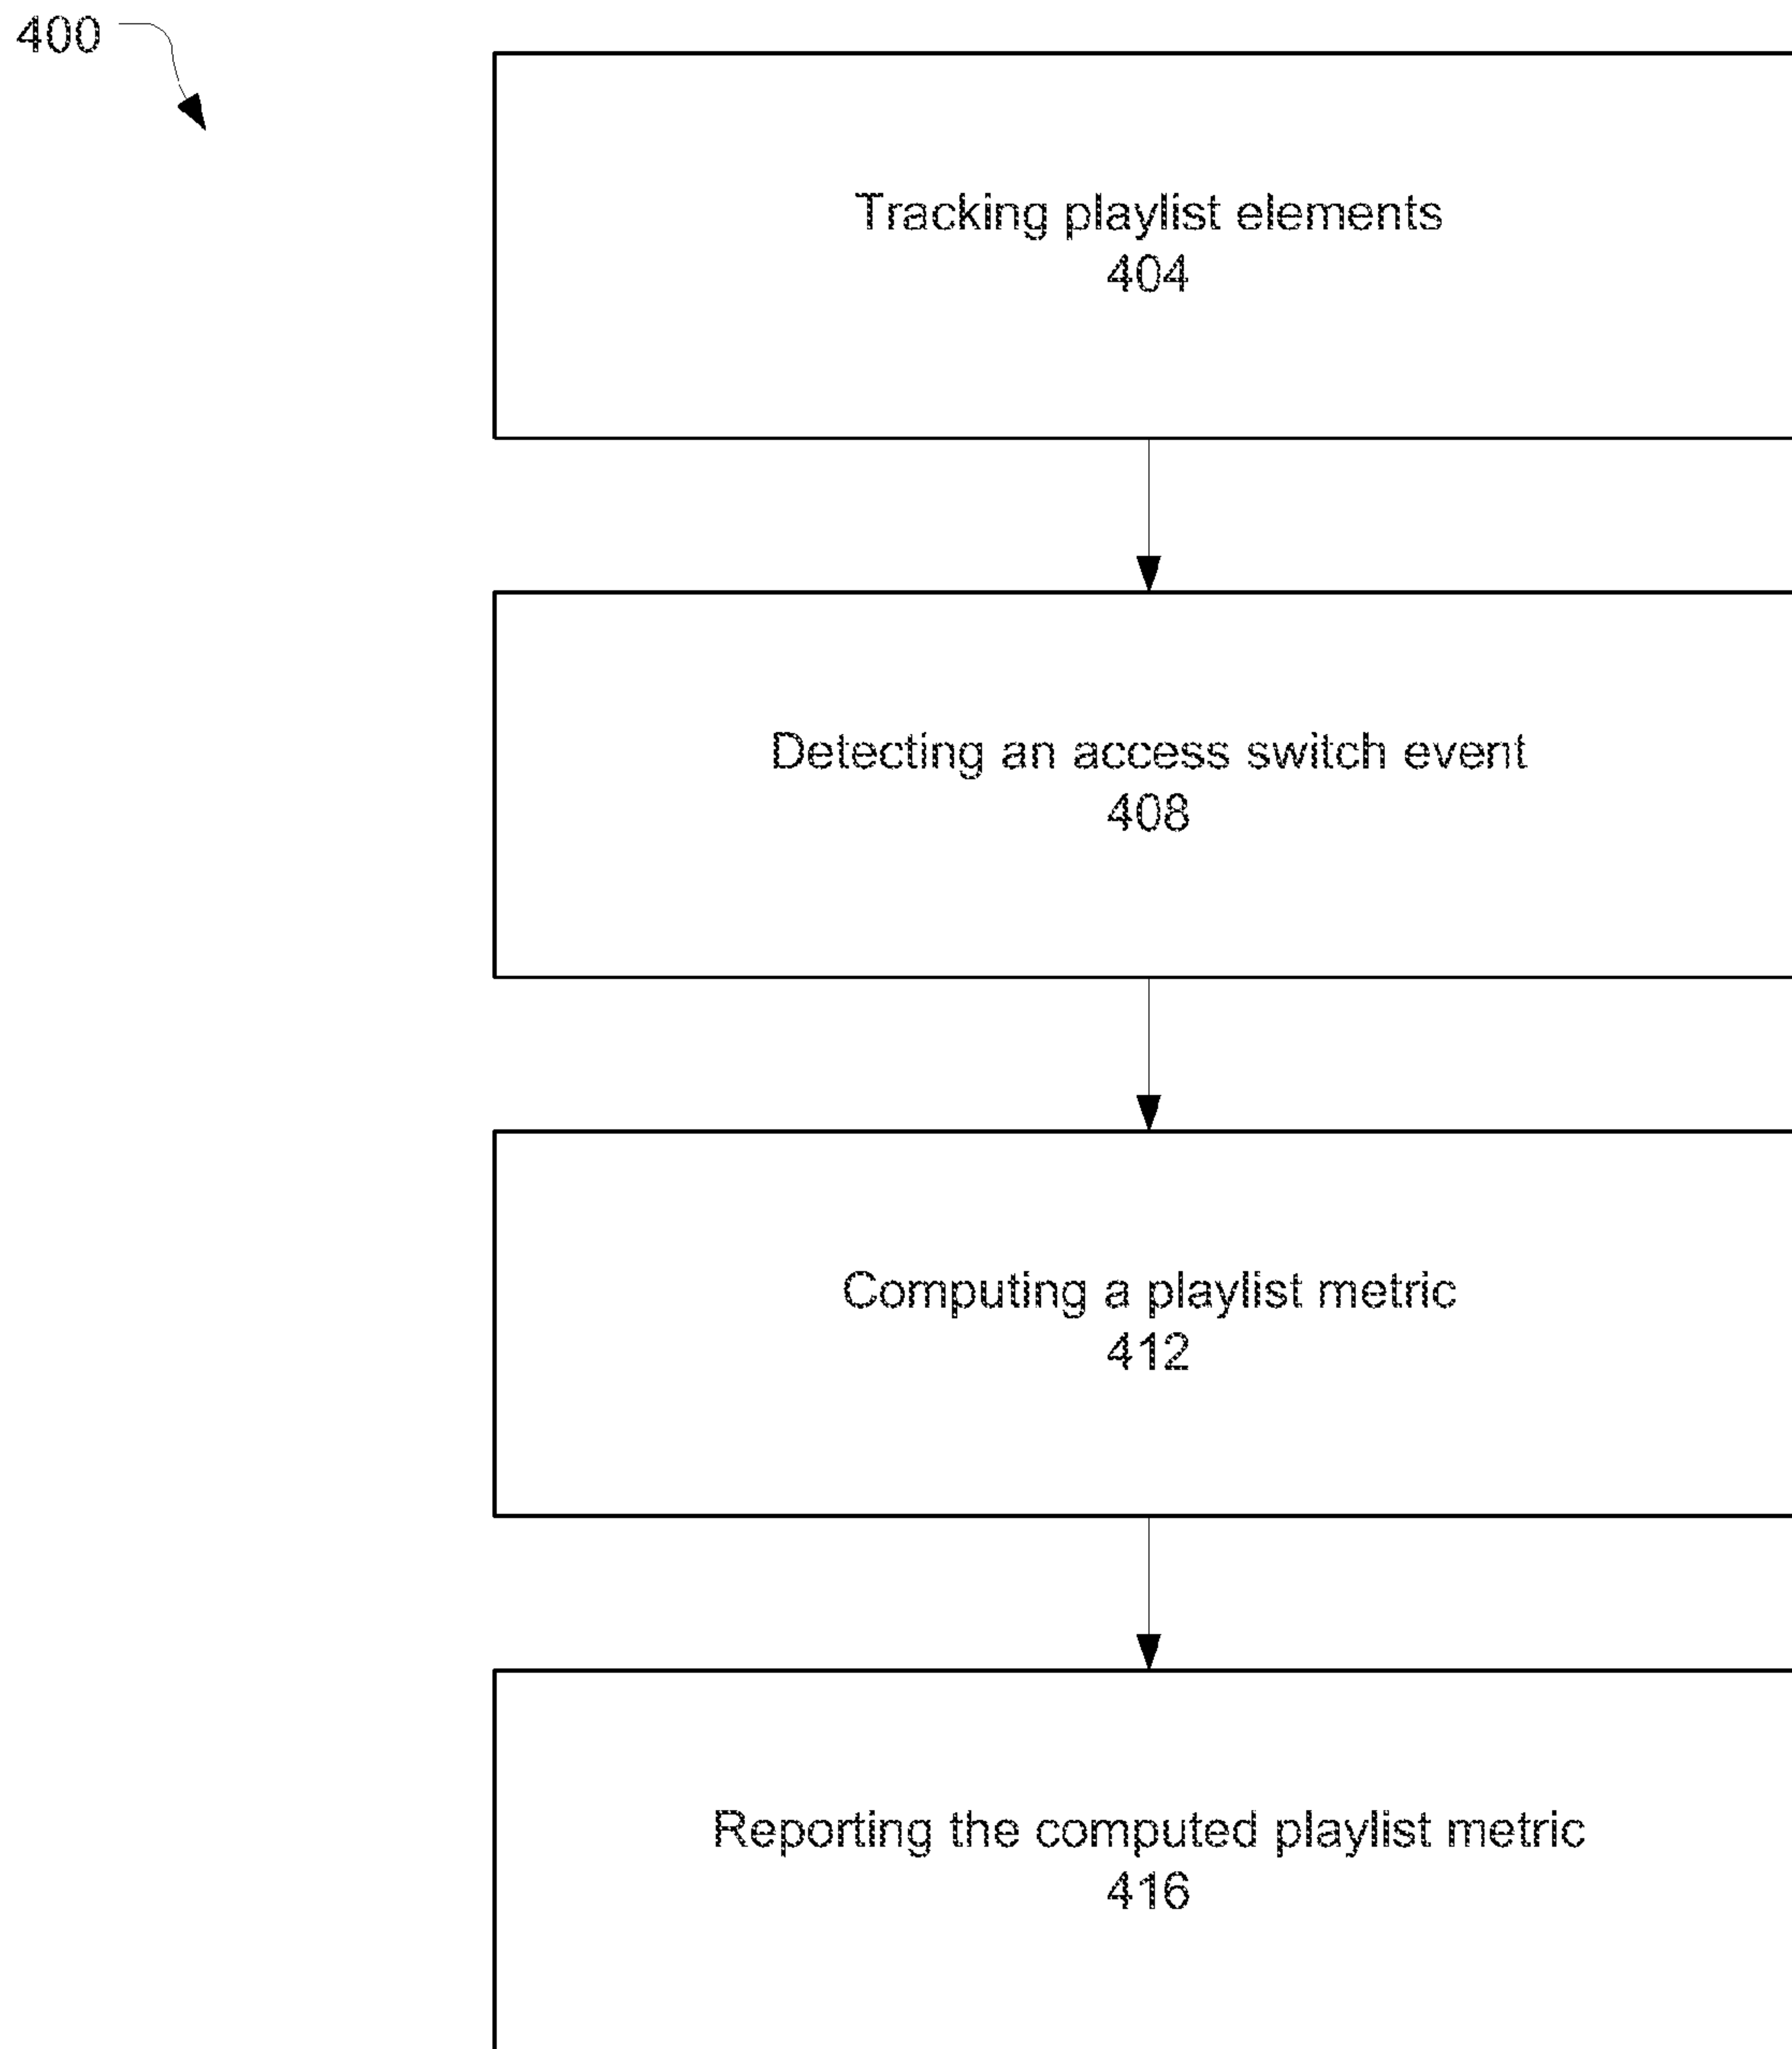 400
Tracking playlist elements
404
Detecting an access switch event
408
Computing a playlist metric
412
Reporting the computed playlist metric
416